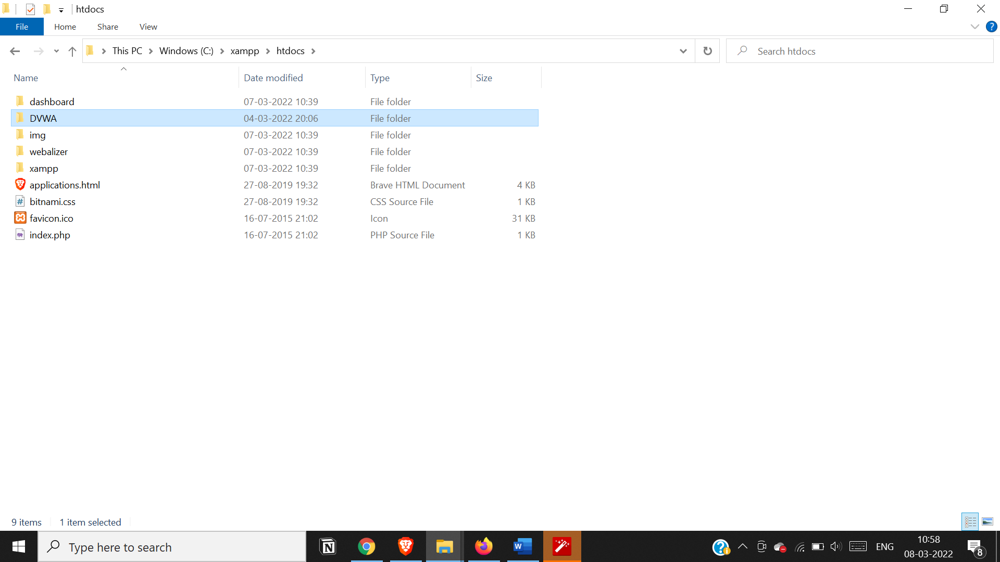 htdocs
File Home Share View
This PC Windows (C:) xampp htdocs Search htdocs
Name Date modified Type Size
dashboard 07-03-2022 10:39 File folder
DVWA 04-03-2022 20:06 File folder
img 07-03-2022 10:39 File folder
webalizer 07-03-2022 10:39 File folder
xampp 07-03-2022 10:39 File folder
applications.html 27-08-2019 19:32 Brave HTML Document 4 KB
bitnami.css 27-08-2019 19:32 CSS Source File 1 KB
favicon.ico 16-07-2015 21:02 Icon 31 KB
index.php 16-07-2015 21:02 PHP Source File 1 KB
9 items 1 item selected
Type here to search ENG 10:58
08-03-2022 8